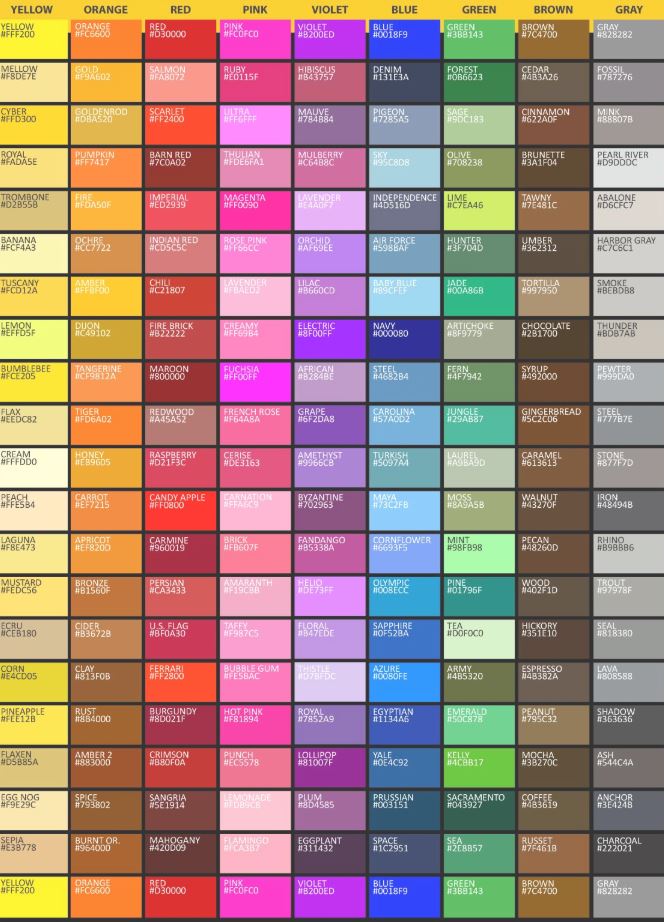 YELLOW ORANGE RED PINK VIOLET BLUE GREEN BROWN GRAY
YELLOW ORANGE RED PINK VIOLET BLUE GREEN BROWN GRAY
#FFF200 #FC6600 #D30000 #FC0FC0 #B200ED #0018F9 #3BB143 #7C4700 #828282
MELLOW GOLD SALMON RUBY HIBISCUS DENIM FOREST CEDAR FOSSIL
#F8DE7E #F9A602 #FA8072 #E0115F #B43757 #131E3A #0B6623 #4B3A26 #787276
CYBER GOLDENROD SCARLET ULTRA MAUVE PIGEON SAGE CINNAMON MINK
#FFD300 #DBA520 #FF2400 #FF6FFF #784B84 #7285A5 #9DC183 #622A0F #88807B
ROYAL PUMPKIN BARN RED THULIAN MULBERRY SKY OLIVE BRUNETTE PEARL RIVER
#FADA5E #FF7417 #7C0A02 #FDE6FA1 #C64B8C #95C8D8 #708238 #3A1F04 #D9DDDC
TROMBONE FIRE IMPERIAL MAGENTA LAVENDER INDEPENDENCE LIME TAWNY ABALONE
#D2B55B #FDA50F #ED2939 #FF0090 #E4A0F7 #4D516D #C7EA46 #7E481C #D6CFC7
BANANA OCHRE INDIAN RED ROSE PINK ORCHID AIR FORCE HUNTER UMBER HARBOR GRAY
#FCF4A3 #CC7722 #CD5C5C #FF66CC #AF69EE #598BAF #3F704D #362312 #C7C6C1
TUSCANY AMBER CHILI LAVENDER LILAC BABY BLUE JADE TORTILLA SMOKE
#FCD12A #FFBF00 #C21807 #FBAED2 #B660CD #89CFEF #00A86B #997950 #BEBDB8
LEMON DIJON FIRE BRICK CREAMY ELECTRIC NAVY ARTICHOKE CHOCOLATE THUNDER
#EFFD5F #C49102 #B22222 #FF69B4 #8F00FF #000080 #8F9779 #2B1700 #BDB7AB
BUMBLEBEE TANGERINE MAROON FUCHSIA AFRICAN STEEL FERN SYRUP PEWTER
#FCE205 #CF9812A #800000 #FF00FF #B284BE #4682B4 #4F7942 #492000 #999DA0
FLAX TIGER REDWOOD FRENCH ROSE GRAPE CAROLINA JUNGLE GINGERBREAD STEEL
#EEDC82 #FD6A02 #A45A52 #F64A8A #6F2DA8 #57A0D2 #29AB87 #5C2C06 #777B7E
CREAM HONEY RASPBERRY CERISE AMETHYST TURKISH LAUREL CARAMEL STONE
#FFFDD0 #EB9605 #D21F3C #DE3163 #9966CB #5097A4 #A9BA9D #613613 #877F7D
PEACH CARROT CANDY APPLE CARNATION BYZANTINE MAYA MOSS WALNUT IRON
#FFE5B4 #EF7215 #FF0800 #FFA6C9 #702963 #73C2FB #8A9A5B #43270F #48494B
LAGUNA APRICOT CARMINE BRICK FANDANGO CORNFLOWER MINT PECAN RHINO
#F8E473 #EF820D #960019 #FB607F #B5338A #6693F5 #98FB98 #48260D #B9BBB6
MUSTARD BRONZE PERSIAN AMARANTH HELIO OLYMPIC PINE WOOD TROUT
#FEDC56 #B1560F #CA3433 #F19CBB #DE73FF #008ECC #01796F #402F1D #97978F
ECRU CIDER U.S. FLAG TAFFY FLORAL SAPPHIRE TEA HICKORY SEAL
#CEB180 #B3672B #BF0A30 #F987C5 #B47EDE #0F52BA #D0F0C0 #351E10 #818380
CORN CLAY FERRARI BUBBLE GUM THISTLE AZURE ARMY ESPRESSO LAVA
#E4CD05 #813F0B #FF2800 #FE5BAC #D7BFDC #0080FE #4B5320 #4B382A #808588
PINEAPPLE RUST BURGUNDY HOT PINK ROYAL EGYPTIAN EMERALD PEANUT SHADOW
#FEE12B #8B4000 #8D021F #F81894 #7852A9 #1134A6 #50C878 #795C32 #363636
FLAXEN AMBER 2 CRIMSON PUNCH LOLLIPOP YALE KELLY MOCHA ASH
#D5B85A #883000 #B80F0A #EC5578 #81007F #0E4C92 #4CBB17 #3B270C #544C4A
EGG NOG SPICE SANGRIA LEMONADE PLUM PRUSSIAN SACRAMENTO COFFEE ANCHOR
#F9E29C #793802 #5E1914 #FDB9C8 #8D4585 #003151 #043927 #4B3619 #3E424B
SEPIA BURNT OR. MAHOGANY FLAMINGO EGGPLANT SPACE SEA RUSSET CHARCOAL
#E3B778 #964000 #420D09 #FCA3B7 #311432 #1C2951 #2E8B57 #7F461B #222021
YELLOW ORANGE RED PINK VIOLET BLUE GREEN BROWN GRAY
#FFF200 #FC6600 #D30000 #FC0FC0 #B200ED #0018F9 #3BB143 #7C4700 #828282